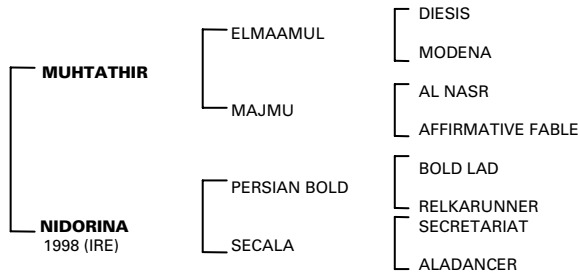 DIESIS
ELMAAMUL
MODENA
MUHTATHIR
AL NASR
MAJMU
AFFIRMATIVE FABLE
BOLD LAD
PERSIAN BOLD
RELKARUNNER
NIDORINA
SECRETARIAT
1998 (IRE)
SECALA
ALADANCER